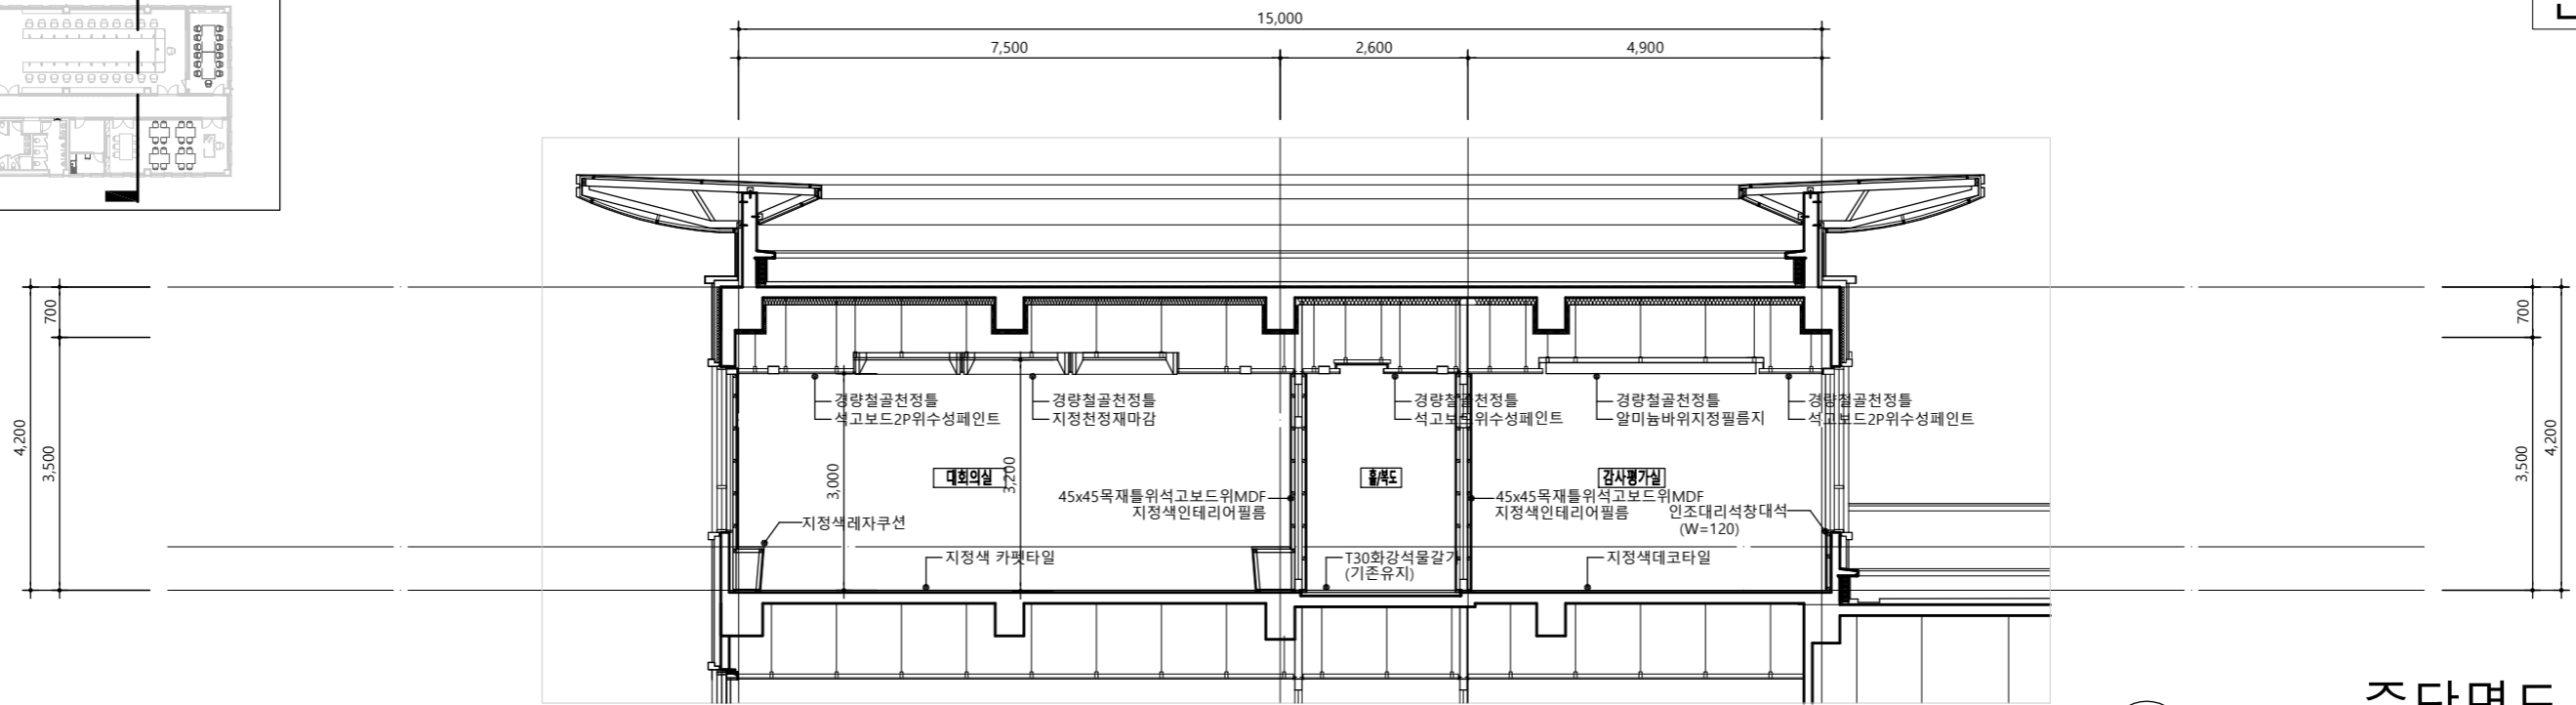 15,000
7,500
2,600
4,900
700
3,500
4,200
700
3,500
4,200
경량철골천정틀
석고보드2P위수성페인트
경량철골천정틀
지정천정재마감
경량철골천정틀
석고보드위수성페인트
경량철골천정틀
알미늄바위지정필름지
경량철골천정틀
석고보드2P위수성페인트
3,000
대회의실
3,200
홀/복도
감사평가실
45x45목재틀위석고보드위MDF
지정색인테리어필름
45x45목재틀위석고보드위MDF
지정색인테리어필름
인조대리석창대석
(W=120)
지정색레자쿠션
지정색 카펫타일
T30화강석물갈기
(기존유지)
지정색데코타일